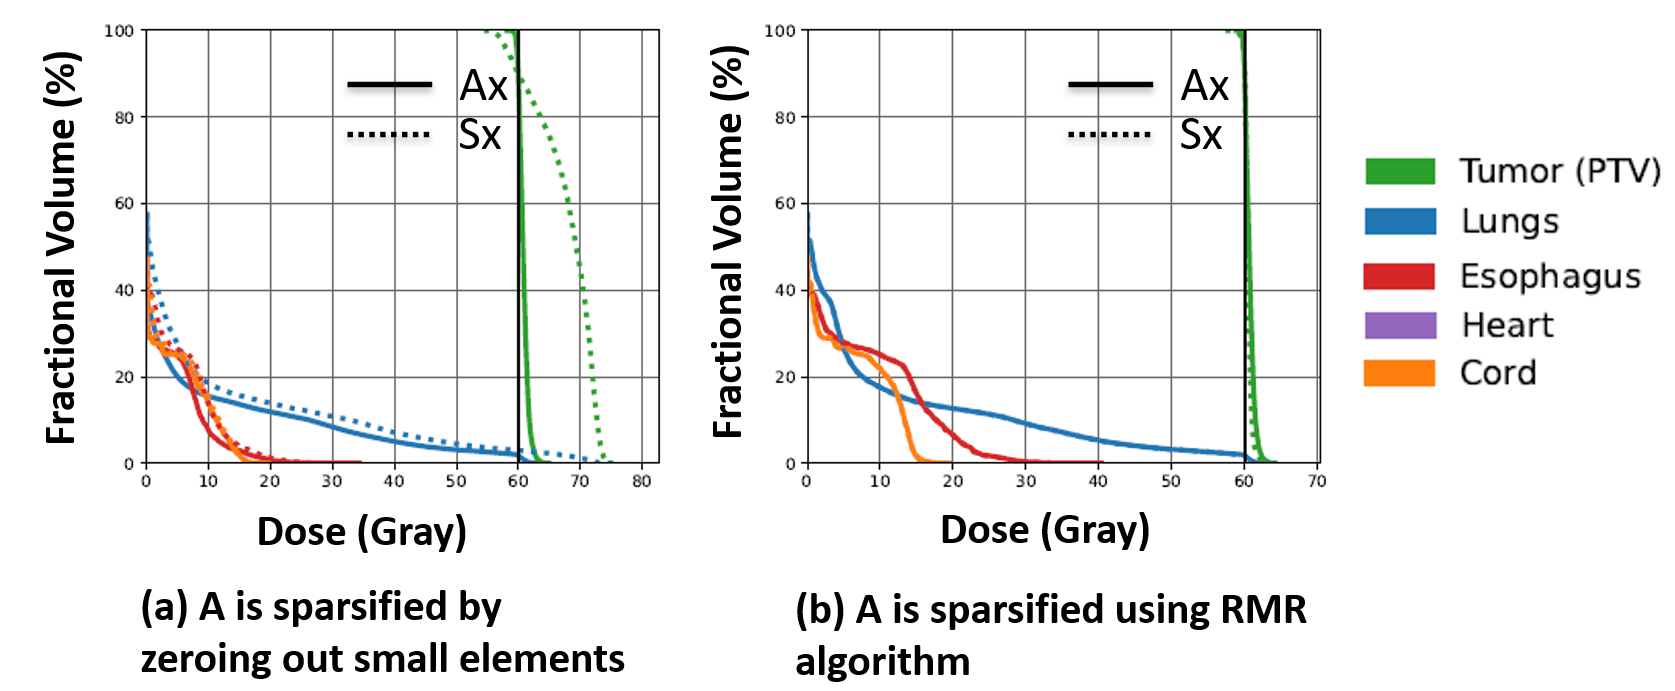 100
80
60
40
20
0
0 10 20 30 40 50 60 70 80
Fractional Volume (%)
Dose (Gray)
Ax
Sx
(a) A is sparsified by
zeroing out small elements
100
80
60
40
20
0
0 10 20 30 40 50 60 70
Fractional Volume (%)
Dose (Gray)
Ax
Sx
(b) A is sparsified using RMR
algorithm
Tumor (PTV)
Lungs
Esophagus
Heart
Cord